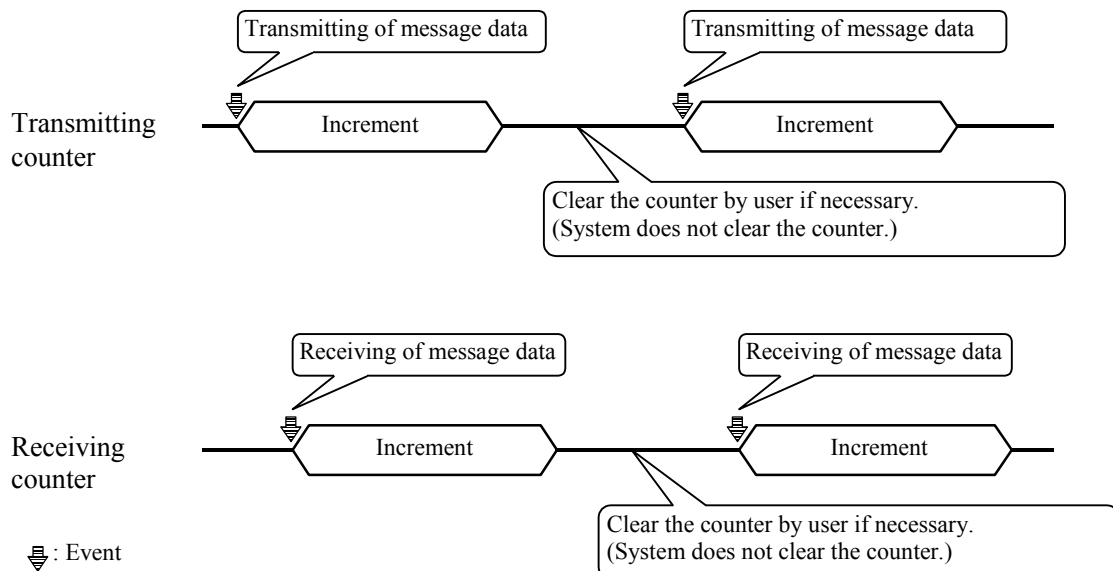 Transmitting of message data
Transmitting of message data
Transmitting
counter
Increment
Increment
Clear the counter by user if necessary.
(System does not clear the counter.)
Receiving of message data
Receiving of message data
Receiving
counter
Increment
Increment
Clear the counter by user if necessary.
(System does not clear the counter.)
: Event